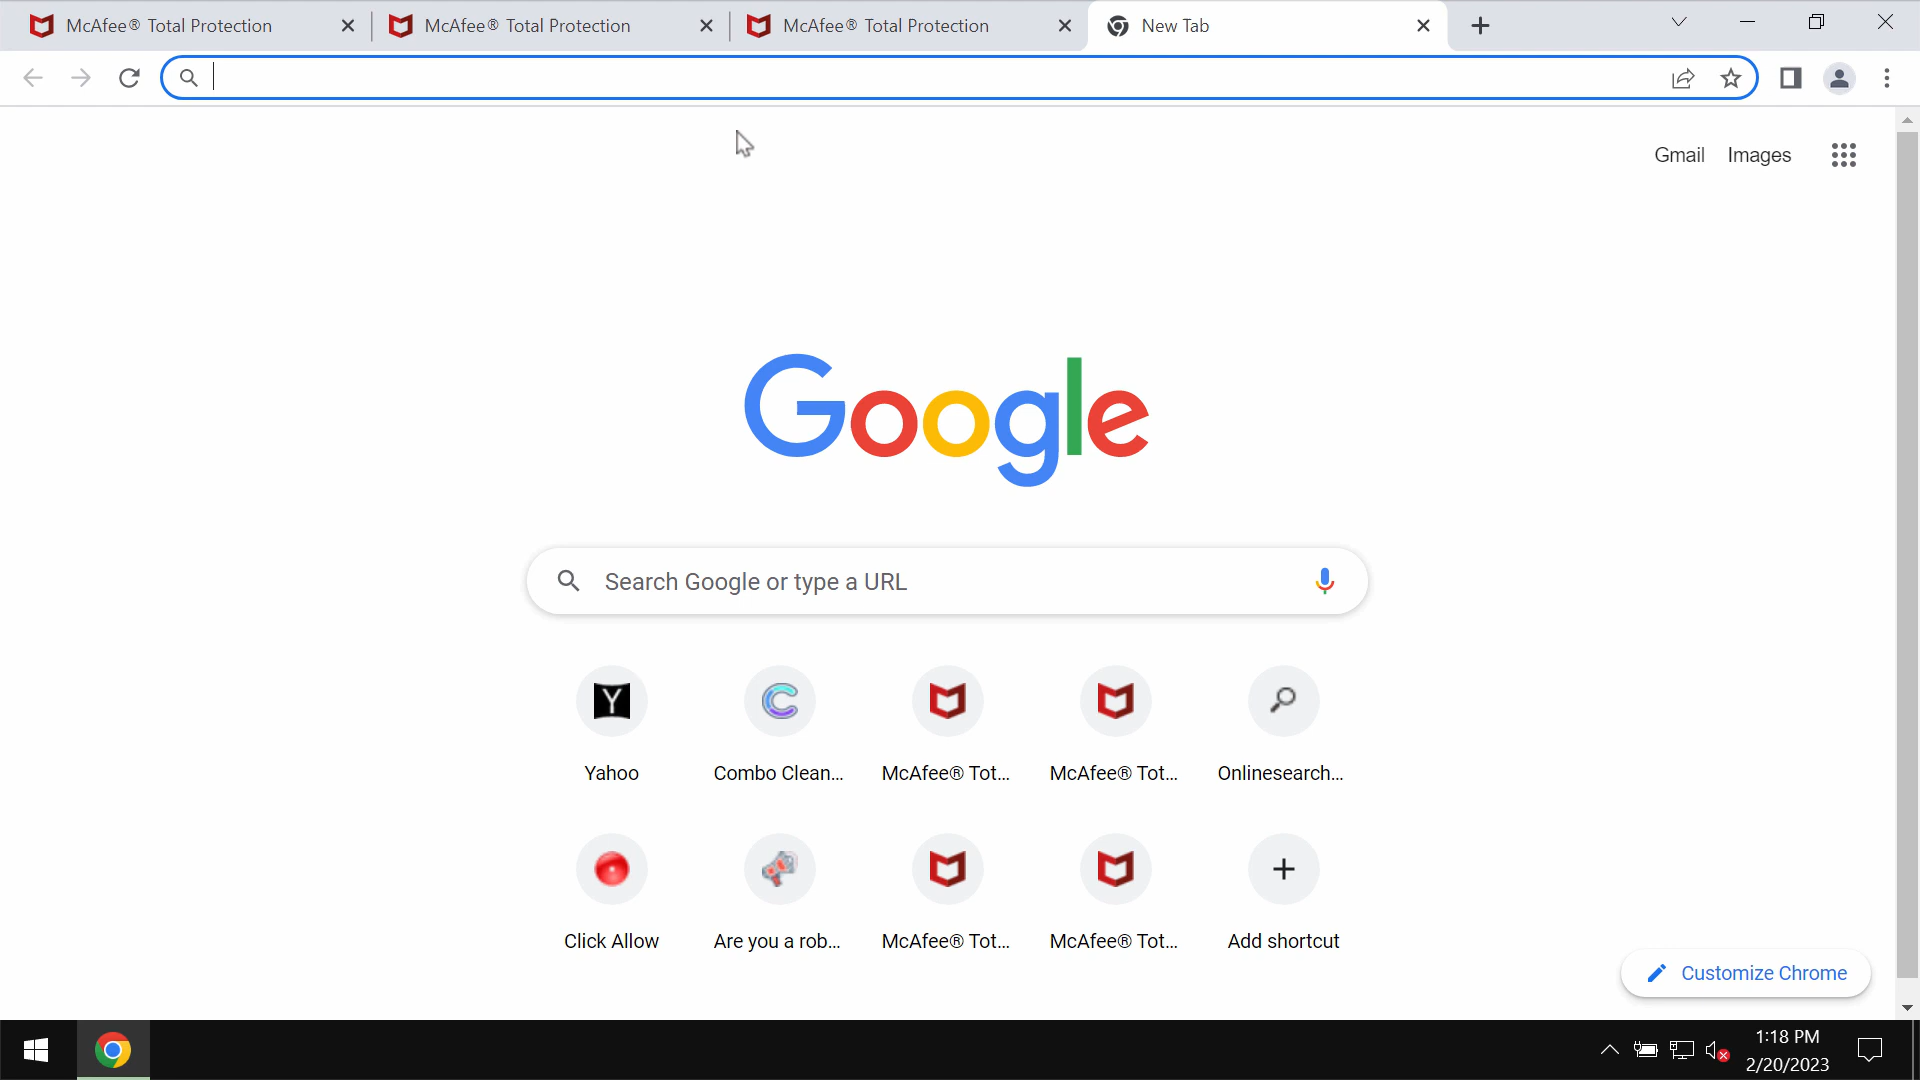 McAfee® Total Protection
McAfee® Total Protection
McAfee® Total Protection
New Tab
Gmail
Images
Google
Search Google or type a URL
Yahoo
Combo Clean...
McAfee® Tot...
McAfee® Tot...
Onlinesearch...
Click Allow
Are you a rob...
McAfee® Tot...
McAfee® Tot...
Add shortcut
Customize Chrome
1:18 PM
2/20/2023